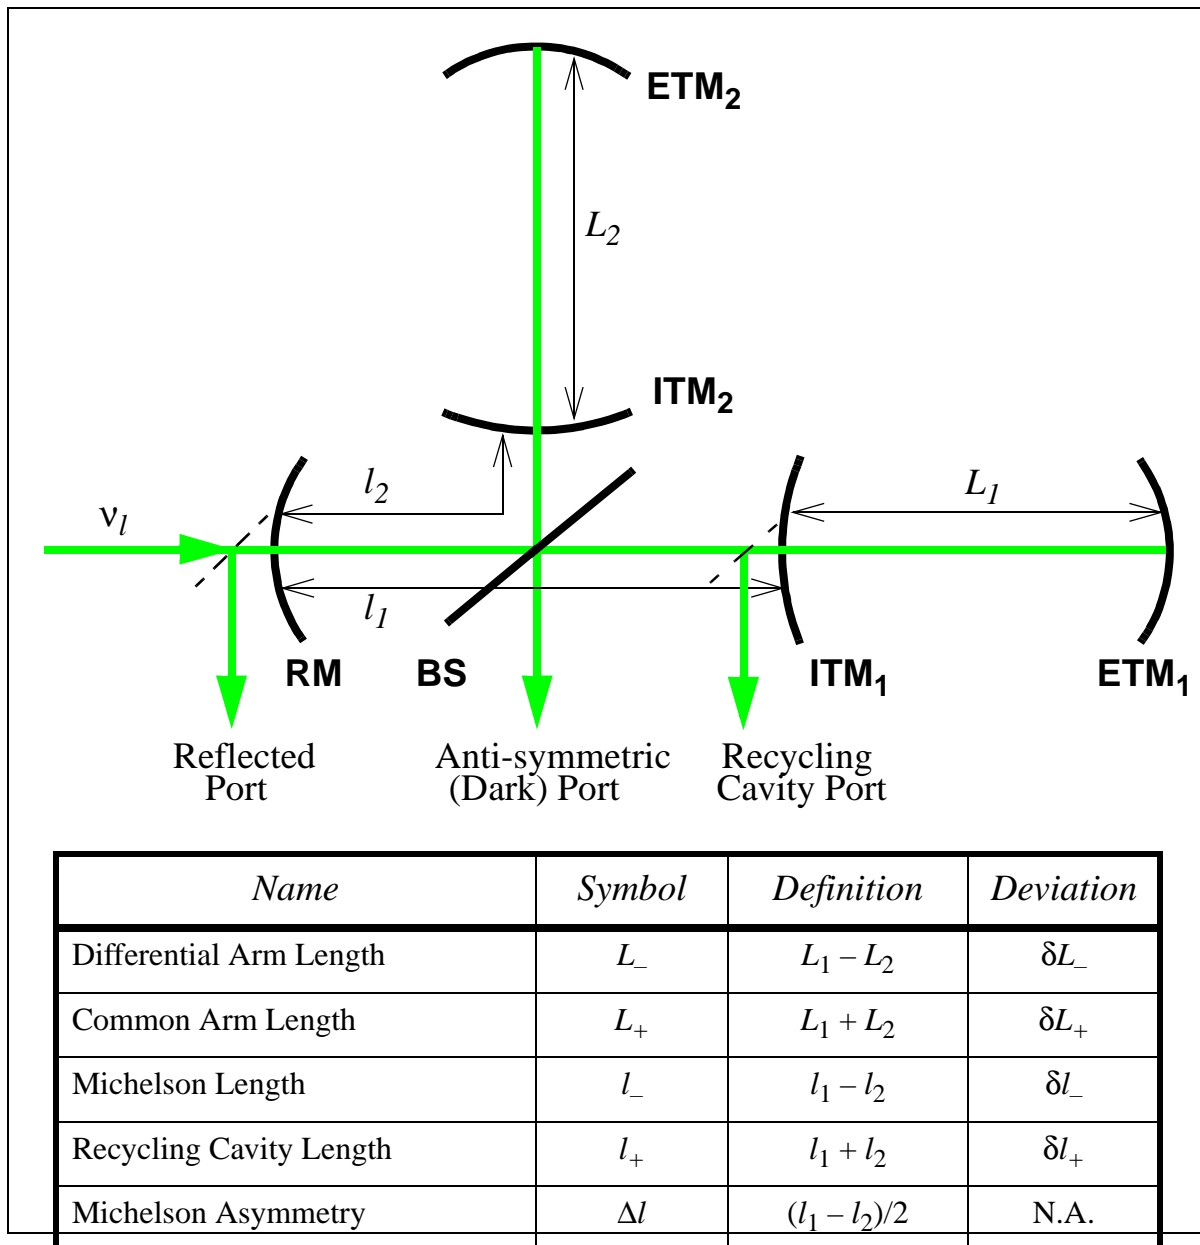 ETM₂
L₂
ITM₂
l₂
L₁
νₗ
l₁
RM
BS
ITM₁
ETM₁
Reflected
Port
Anti-symmetric
(Dark) Port
Recycling
Cavity Port
Name Symbol Definition Deviation
Differential Arm Length L₋ L₁ – L₂ δL₋
Common Arm Length L₊ L₁ + L₂ δL₊
Michelson Length l₋ l₁ – l₂ δl₋
Recycling Cavity Length l₊ l₁ + l₂ δl₊
Michelson Asymmetry Δl (l₁ – l₂)/2 N.A.